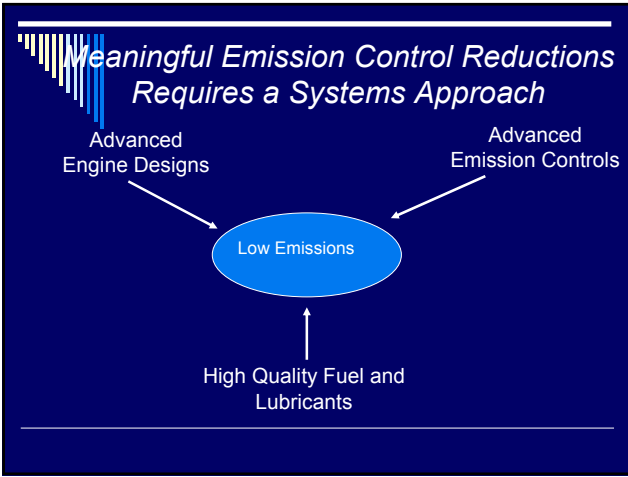 Meaningful Emission Control Reductions
Requires a Systems Approach
Advanced
Engine Designs
Advanced
Emission Controls
Low Emissions
High Quality Fuel and
Lubricants